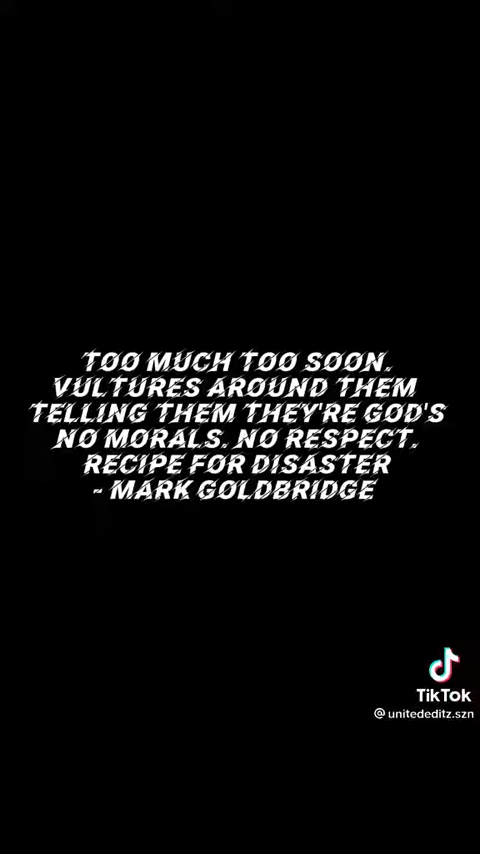 TOO MUCH TOO SOON.
VULTURES AROUND THEM
TELLING THEM THEY'RE GOD'S
NO MORALS. NO RESPECT.
RECIPE FOR DISASTER
- MARK GOLDBRIDGE
TikTok
@unitededitz.szn